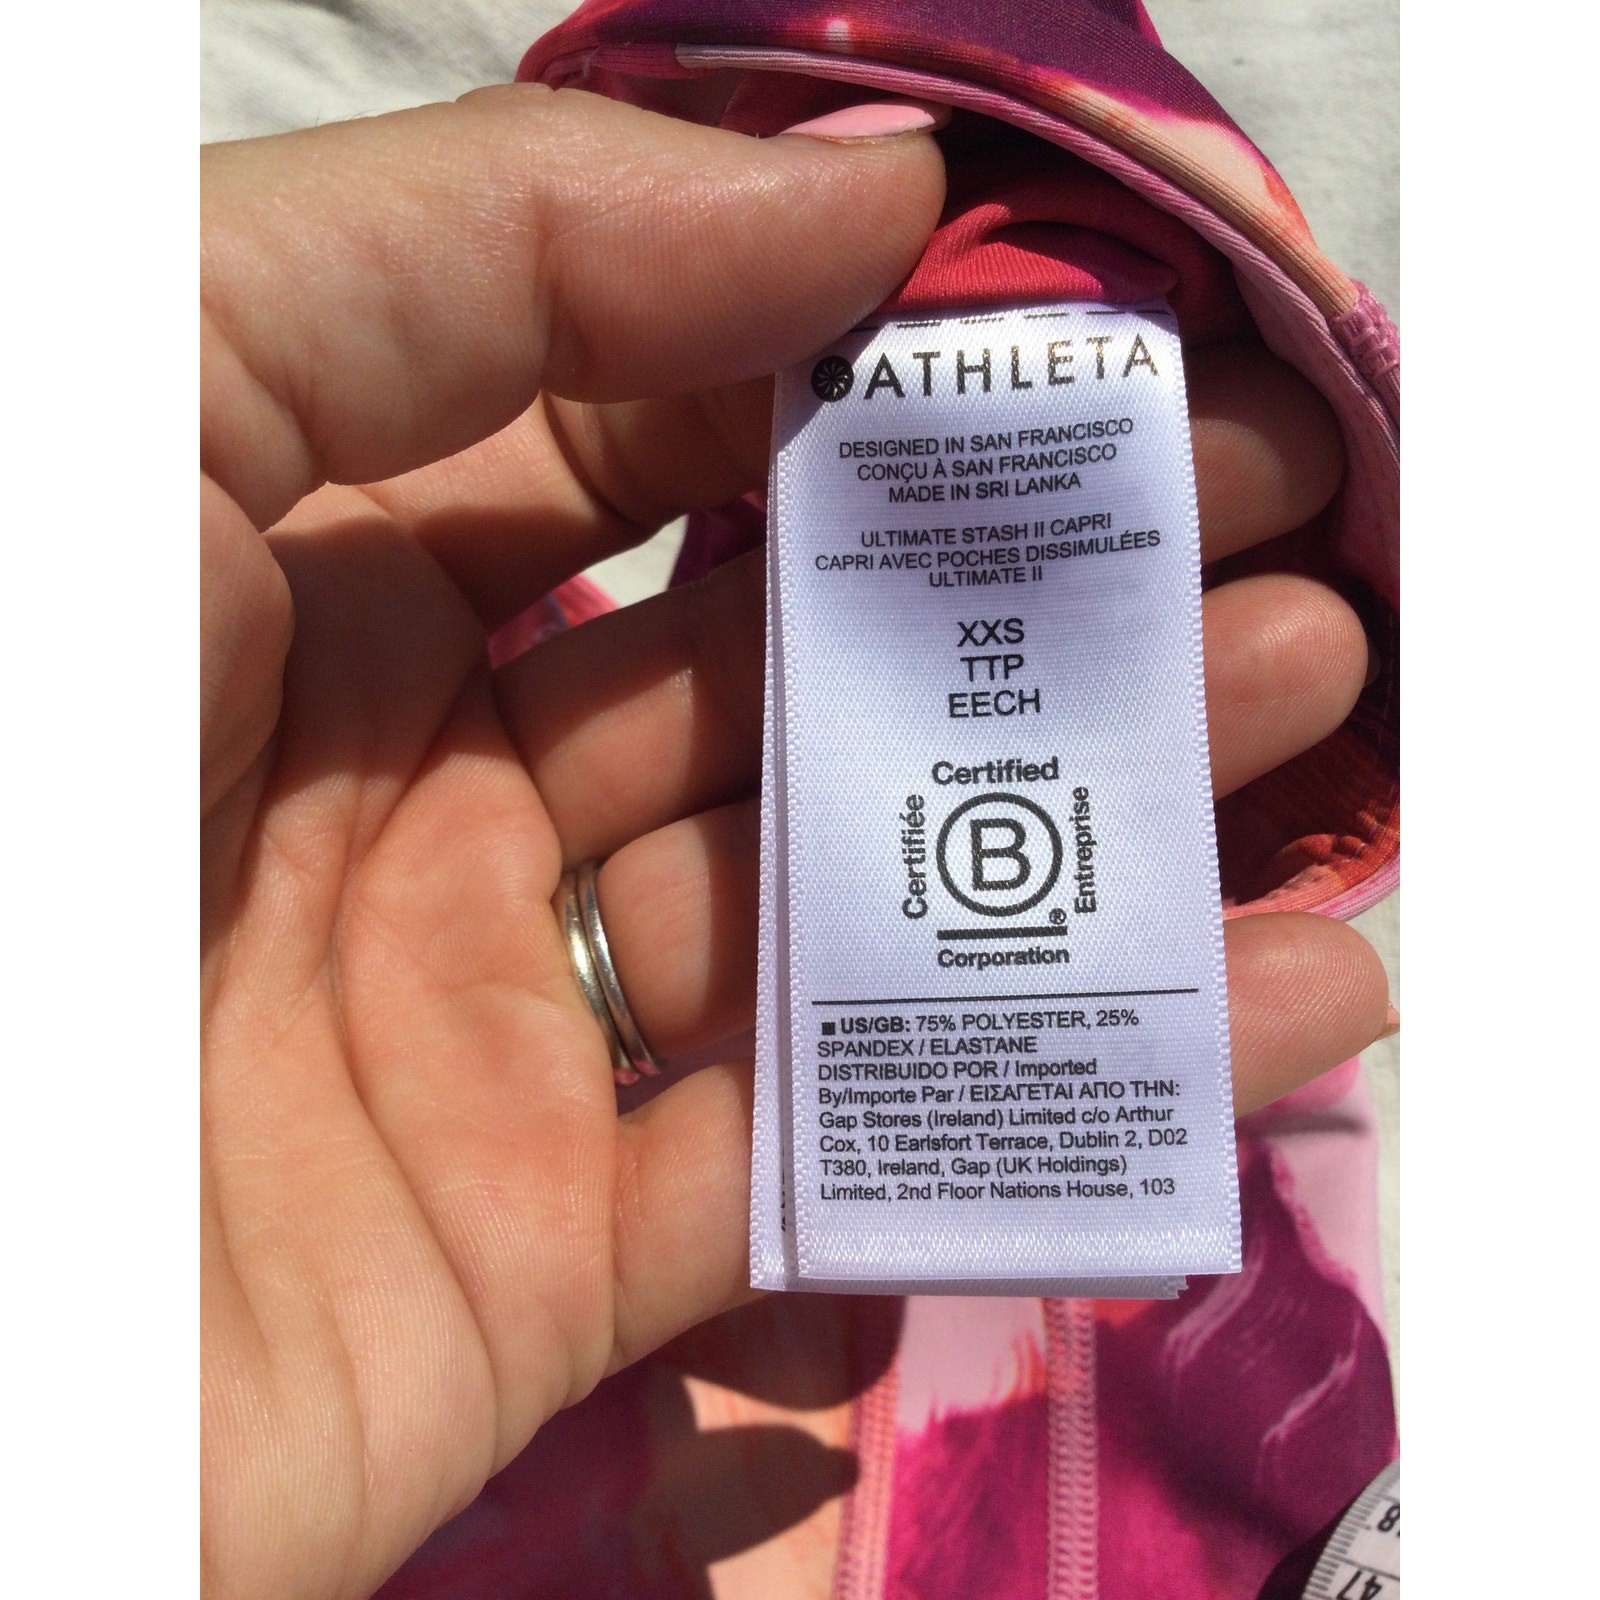 ATHLETA
DESIGNED IN SAN FRANCISCO
CONÇU À SAN FRANCISCO
MADE IN SRI LANKA
ULTIMATE STASH II CAPRI
CAPRI AVEC POCHES DISSIMULÉES
ULTIMATE II
XXS
TTP
EECH
Certified
Certifiée
B
®
Entreprise
Corporation
US/GB: 75% POLYESTER, 25%
SPANDEX / ELASTANE
DISTRIBUIDO POR / Imported
By/Importe Par / ΕΙΣΑΓΕΤΑΙ ΑΠΟ ΤΗΝ:
Gap Stores (Ireland) Limited c/o Arthur
Cox, 10 Earlsfort Terrace, Dublin 2, D02
T380, Ireland, Gap (UK Holdings)
Limited, 2nd Floor Nations House, 103
47